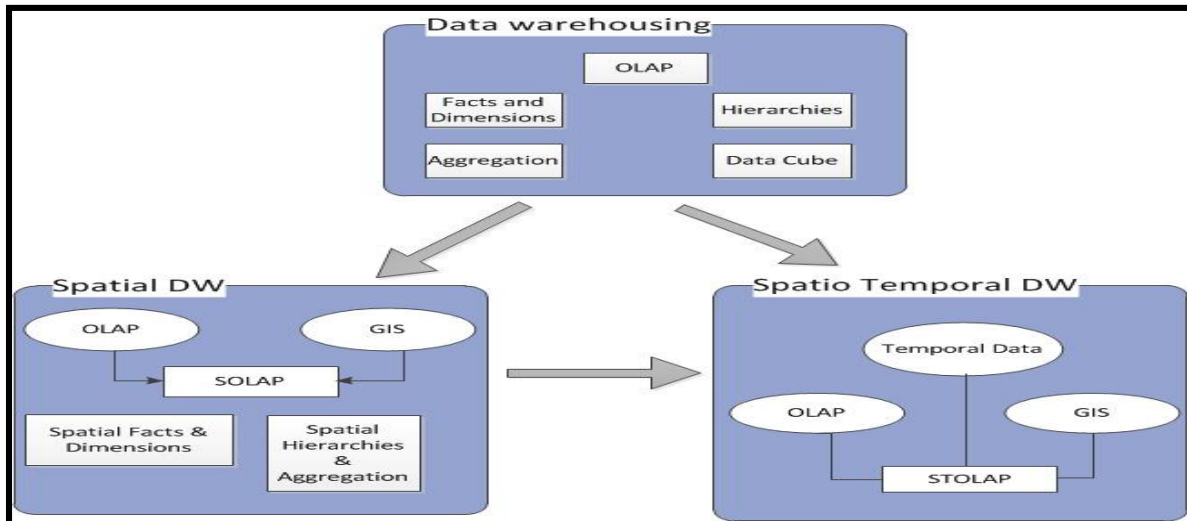 Data warehousing
OLAP
Facts and
Dimensions
Hierarchies
Aggregation
Data Cube
Spatial DW
OLAP
GIS
SOLAP
Spatial Facts &
Dimensions
Spatial
Hierarchies
&
Aggregation
Spatio Temporal DW
Temporal Data
OLAP
GIS
STOLAP